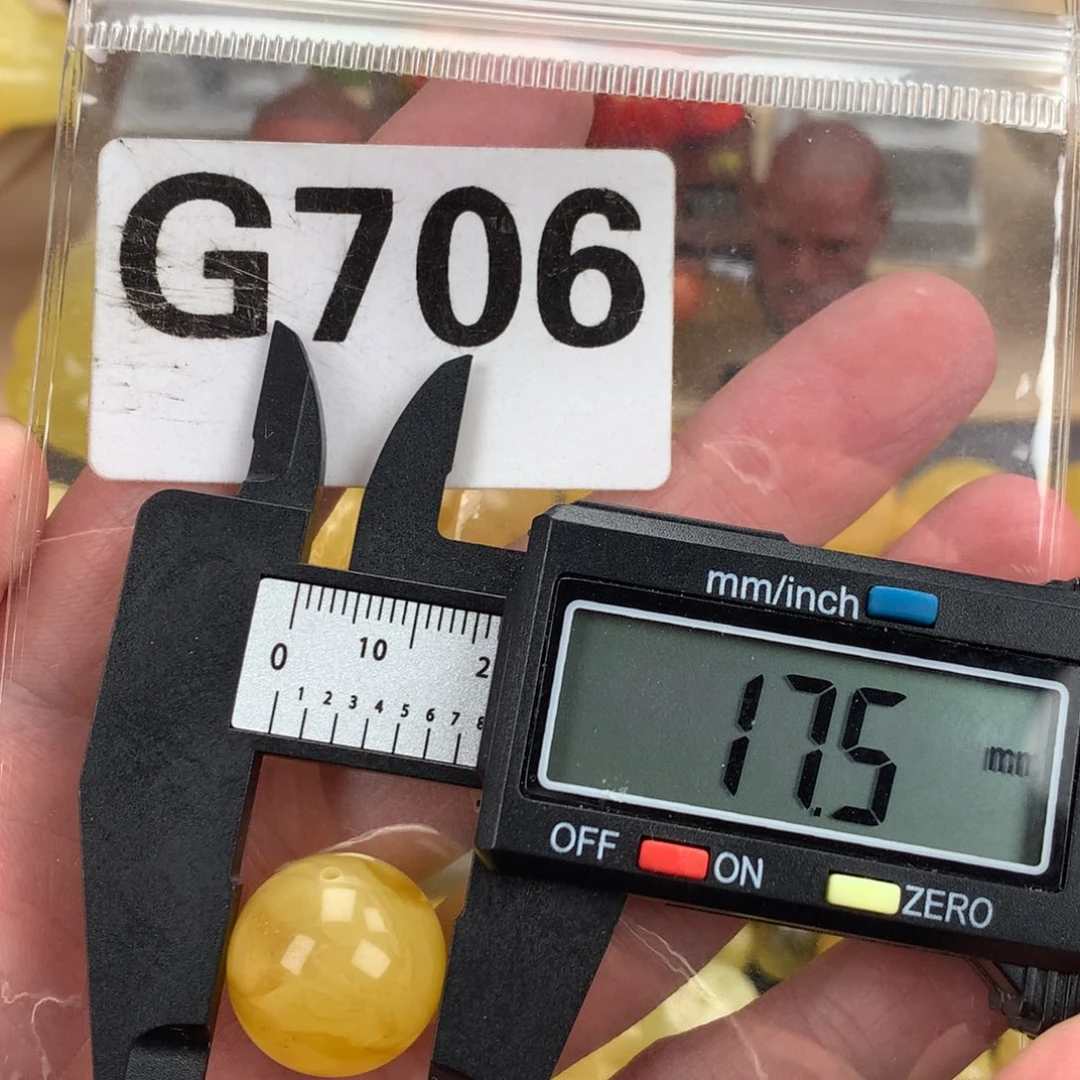 G706
mm/inch
0 10 2
1 2 3 4 5 6 7 8
17.5 mm
OFF ON ZERO